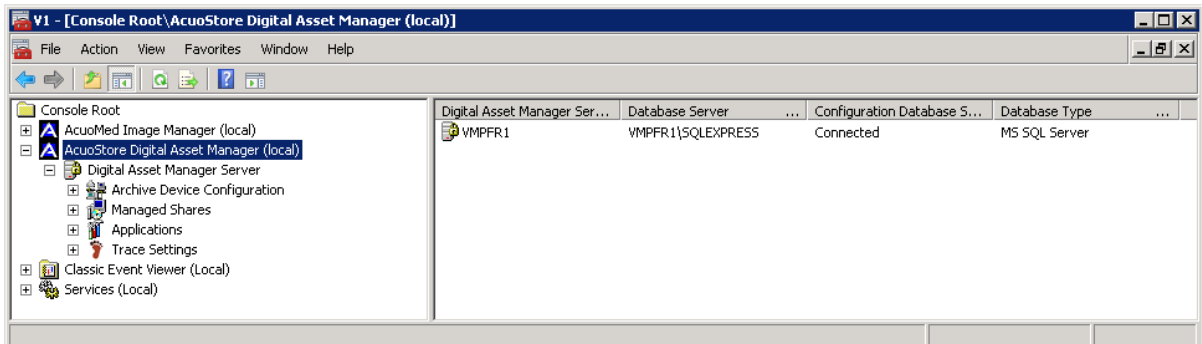 V1 - [Console Root\AcuoStore Digital Asset Manager (local)]
File Action View Favorites Window Help
Console Root
AcuoMed Image Manager (local)
AcuoStore Digital Asset Manager (local)
Digital Asset Manager Server
Archive Device Configuration
Managed Shares
Applications
Trace Settings
Classic Event Viewer (Local)
Services (Local)
Digital Asset Manager Ser... Database Server ... Configuration Database S... Database Type ...
VMPFR1 VMPFR1\SQLEXPRESS Connected MS SQL Server